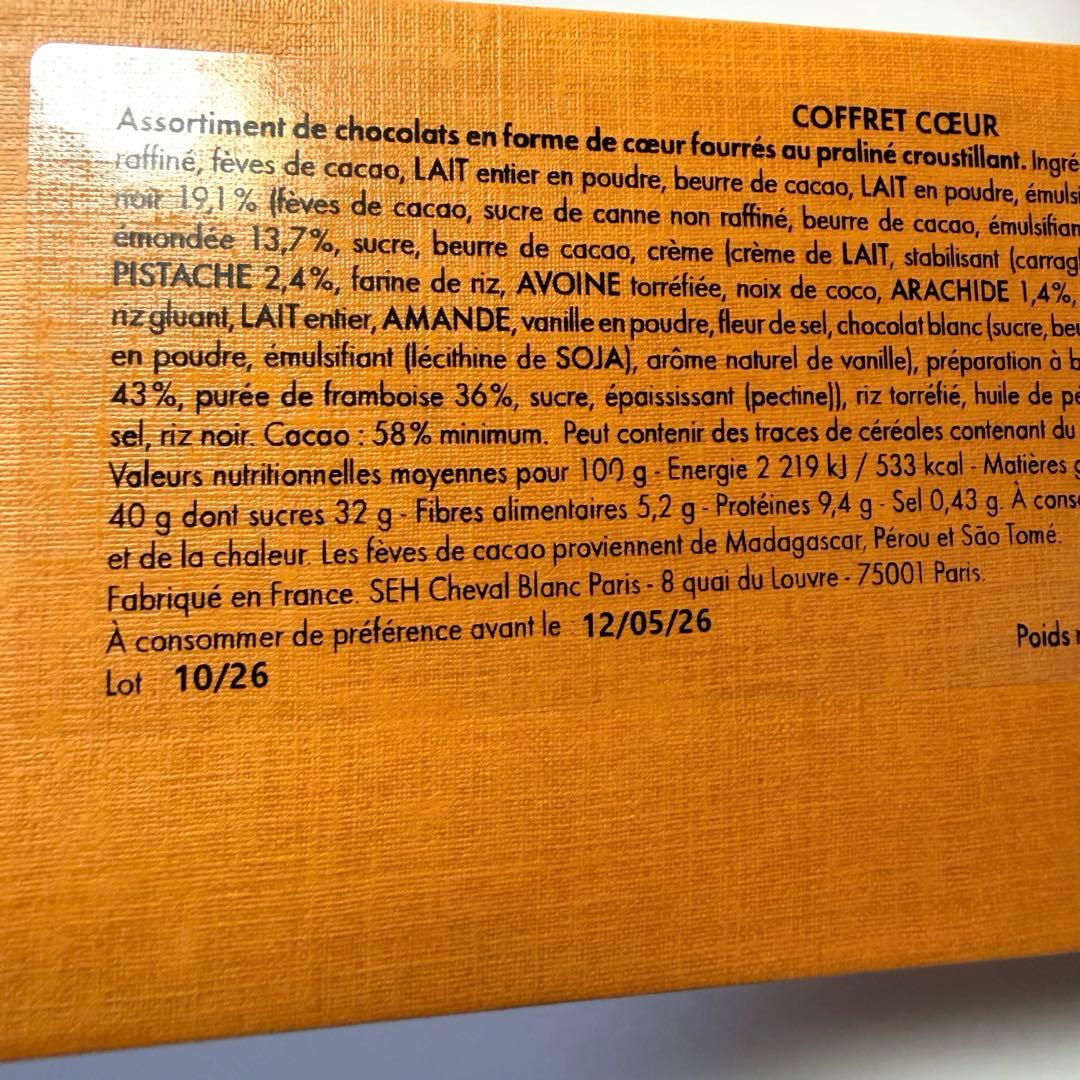 COFFRET CŒUR
Assortiment de chocolats en forme de cœur fourrés au praliné croustillant. Ingré
raffiné, fèves de cacao, LAIT entier en poudre, beurre de cacao, LAIT en poudre, émulsi
noir 19,1% (fèves de cacao, sucre de canne non raffiné, beurre de cacao, émulsifian
émondée 13,7%, sucre, beurre de cacao, crème (crème de LAIT, stabilisant (carrag
PISTACHE 2,4%, farine de riz, AVOINE torréfiée, noix de coco, ARACHIDE 1,4%,
riz gluant, LAIT entier, AMANDE, vanille en poudre, fleur de sel, chocolat blanc (sucre, beu
en poudre, émulsifiant (lécithine de SOJA), arôme naturel de vanille), préparation à b
43%, purée de framboise 36%, sucre, épaississant (pectine)), riz torréfié, huile de pé
sel, riz noir. Cacao : 58% minimum. Peut contenir des traces de céréales contenant du
Valeurs nutritionnelles moyennes pour 100 g - Energie 2 219 kJ / 533 kcal - Matières g
40 g dont sucres 32 g - Fibres alimentaires 5,2 g - Protéines 9,4 g - Sel 0,43 g. À conse
et de la chaleur. Les fèves de cacao proviennent de Madagascar, Pérou et São Tomé.
Fabriqué en France. SEH Cheval Blanc Paris - 8 quai du Louvre - 75001 Paris.
À consommer de préférence avant le : 12/05/26
Poids
Lot : 10/26